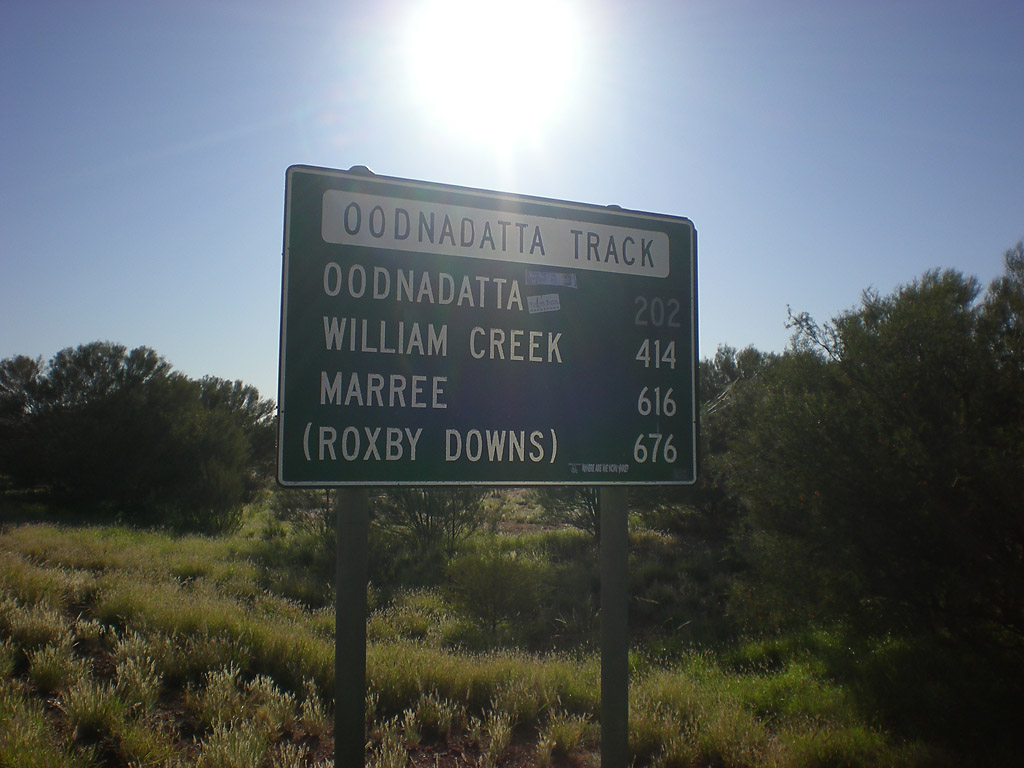 OODNADATTA TRACK
OODNADATTA 202
WILLIAM CREEK 414
MARREE 616
(ROXBY DOWNS) 676